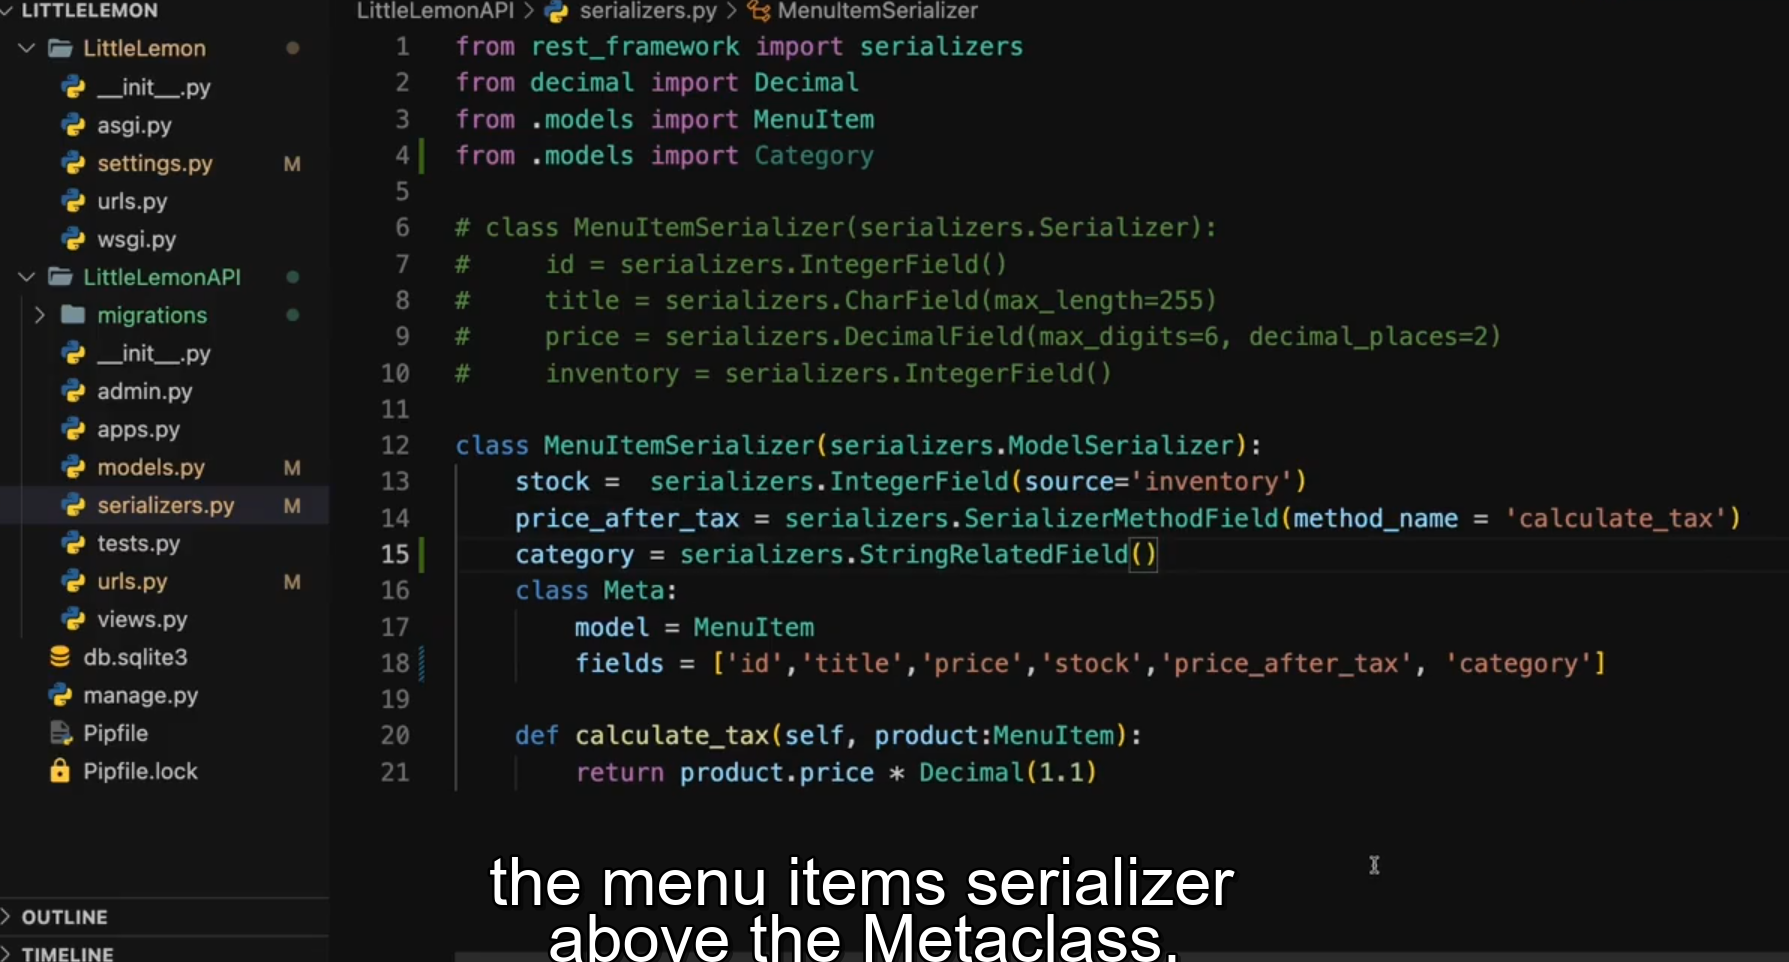 LITTLELEMON
LittleLemon
__init__.py
asgi.py
settings.py M
urls.py
wsgi.py
LittleLemonAPI
migrations
__init__.py
admin.py
apps.py
models.py M
serializers.py M
tests.py
urls.py M
views.py
db.sqlite3
manage.py
Pipfile
Pipfile.lock
OUTLINE
TIMELINE
LittleLemonAPI > serializers.py > MenuItemSerializer
1 from rest_framework import serializers
2 from decimal import Decimal
3 from .models import MenuItem
4 from .models import Category
5
6 # class MenuItemSerializer(serializers.Serializer):
7 #     id = serializers.IntegerField()
8 #     title = serializers.CharField(max_length=255)
9 #     price = serializers.DecimalField(max_digits=6, decimal_places=2)
10 #     inventory = serializers.IntegerField()
11
12 class MenuItemSerializer(serializers.ModelSerializer):
13     stock =  serializers.IntegerField(source='inventory')
14     price_after_tax = serializers.SerializerMethodField(method_name = 'calculate_tax')
15     category = serializers.StringRelatedField()
16     class Meta:
17         model = MenuItem
18         fields = ['id','title','price','stock','price_after_tax', 'category']
19
20     def calculate_tax(self, product:MenuItem):
21         return product.price * Decimal(1.1)
the menu items serializer
above the Metaclass.